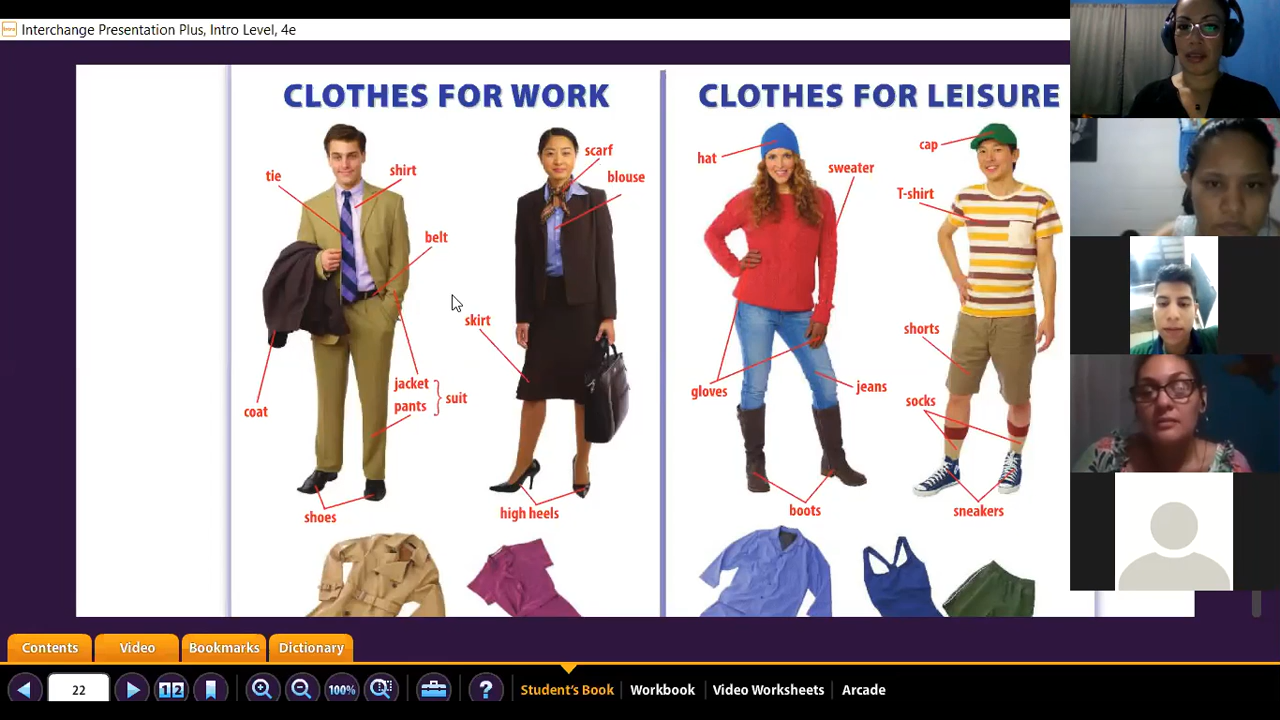 Interchange Presentation Plus, Intro Level, 4e
CLOTHES FOR WORK
tie
shirt
belt
coat
jacket
pants
suit
shoes
scarf
blouse
skirt
high heels
CLOTHES FOR LEISURE
hat
sweater
gloves
jeans
boots
cap
T-shirt
shorts
socks
sneakers
Contents
Video
Bookmarks
Dictionary
22
1 2
100%
?
Student's Book
Workbook
Video Worksheets
Arcade